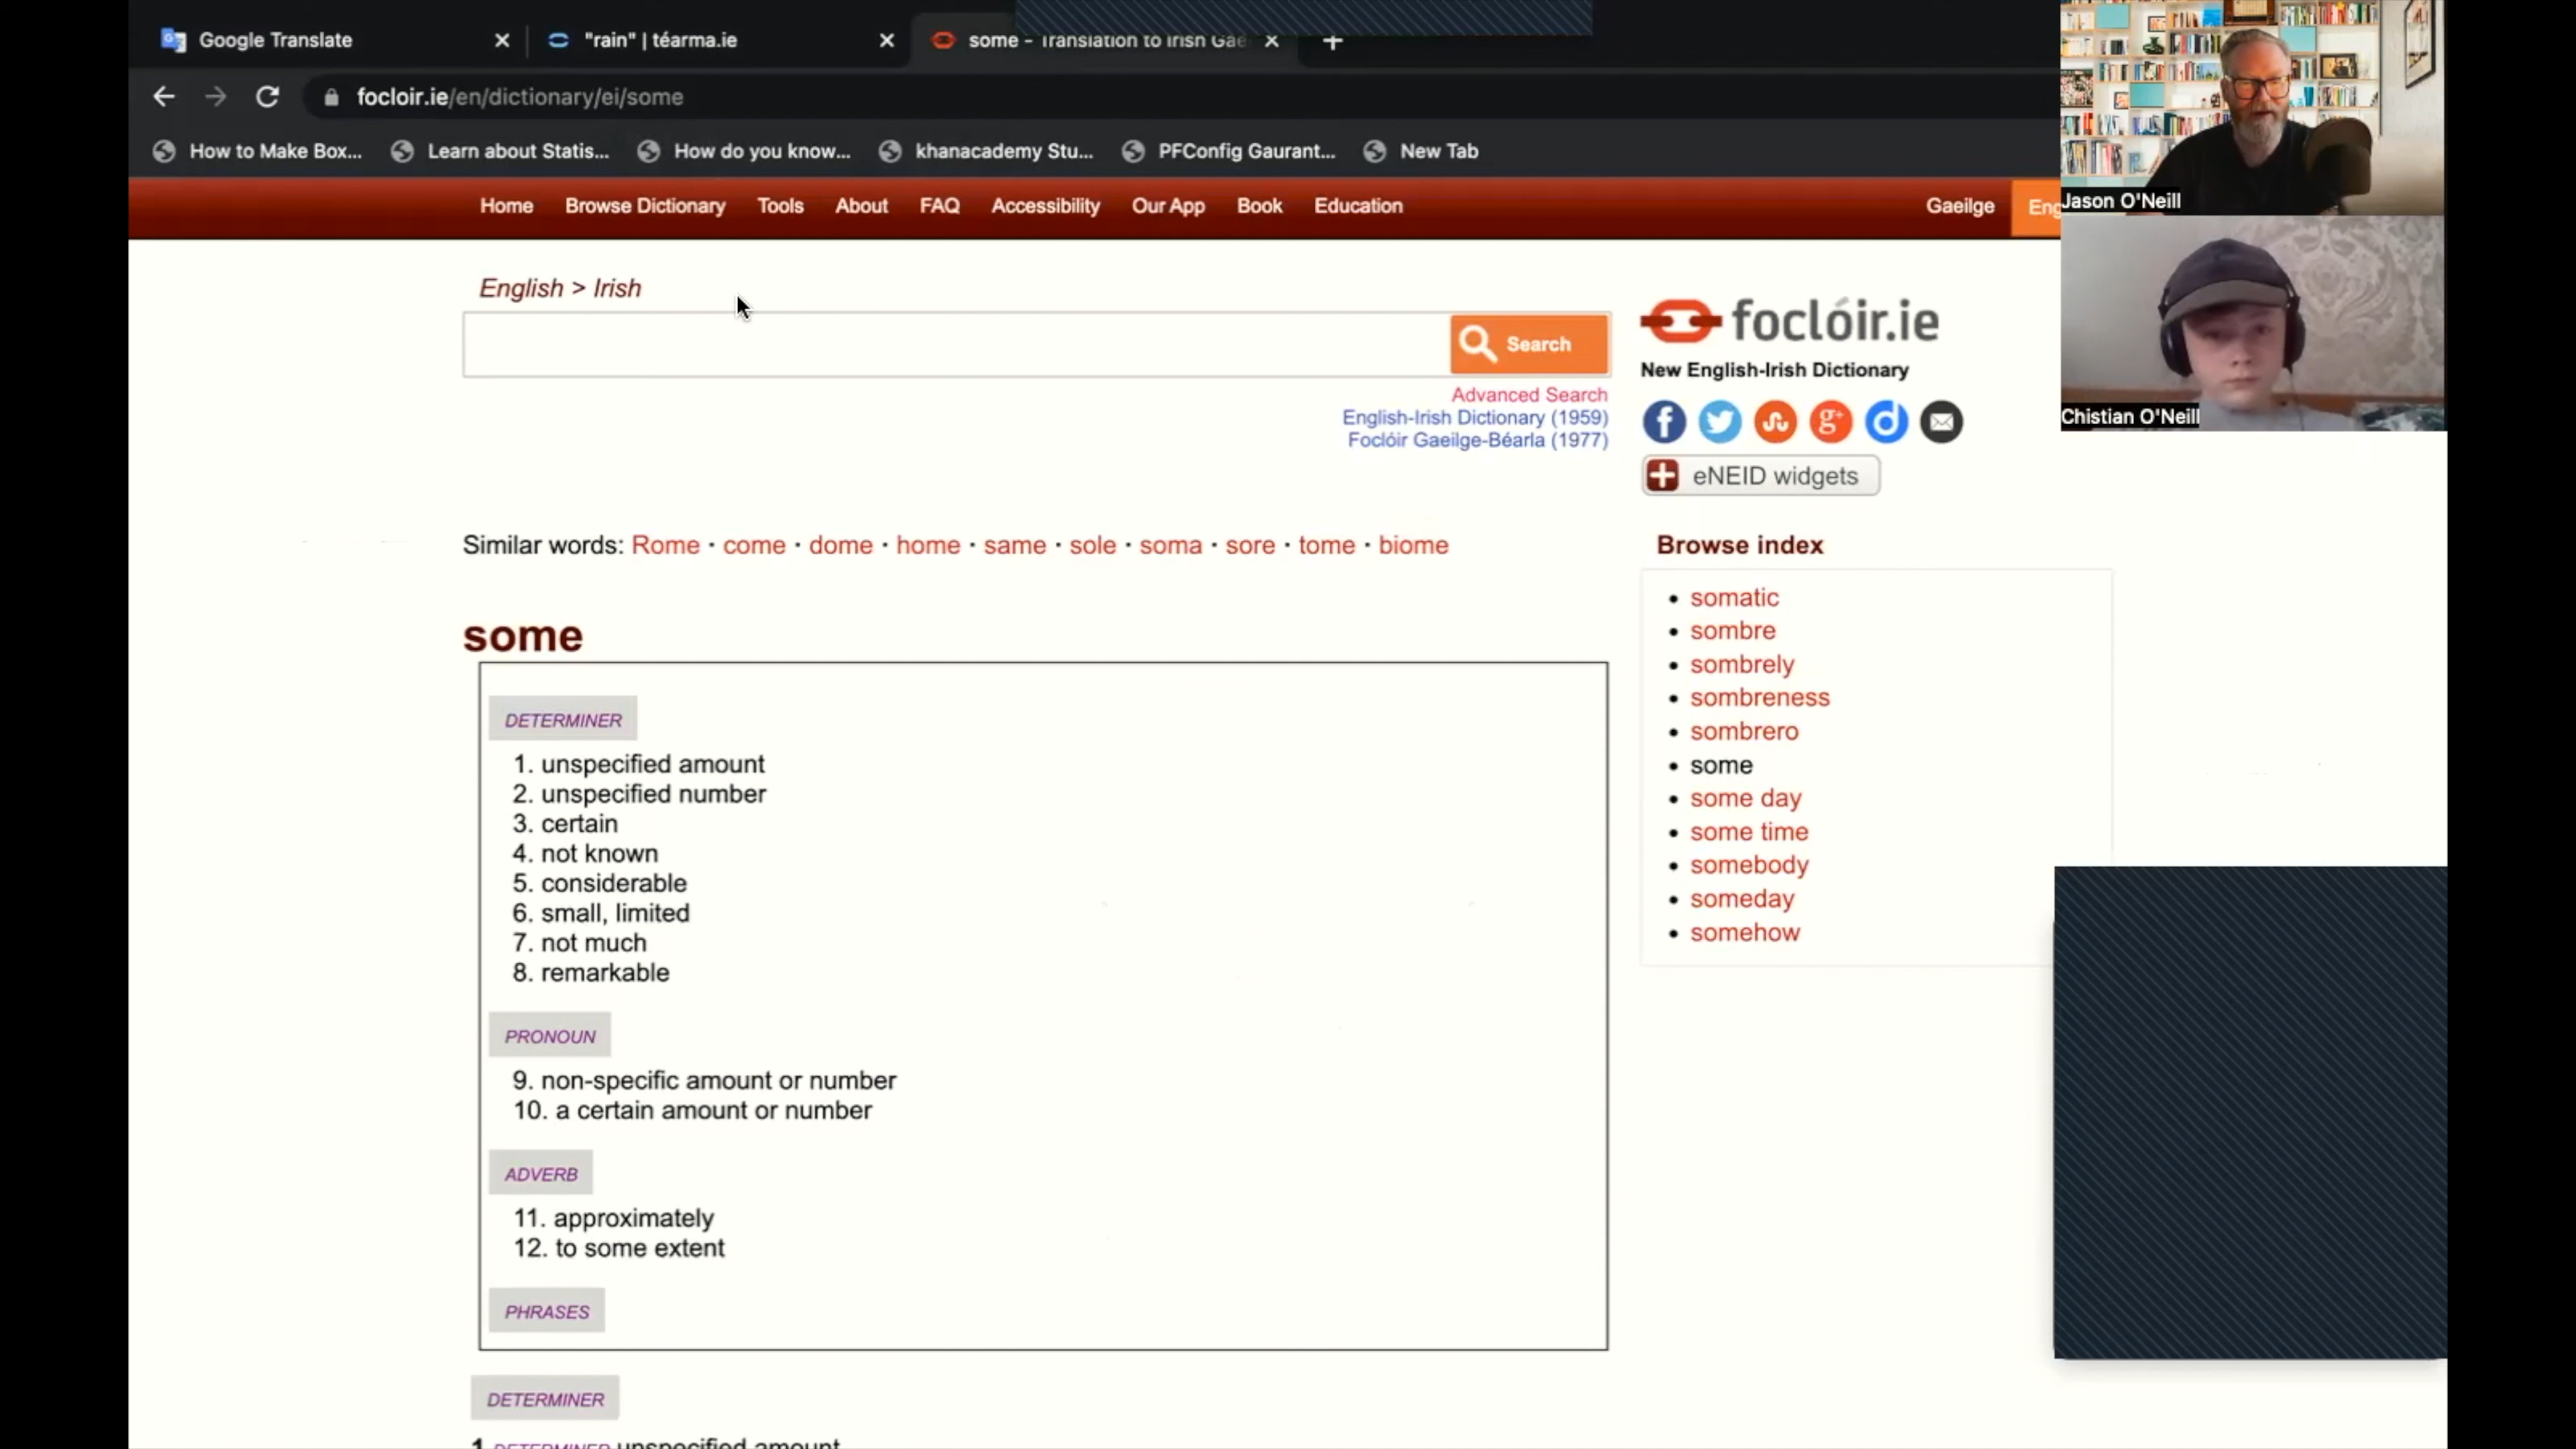 Google Translate
"rain" | téarma.ie
some - Translation to Irish Gae
focloir.ie/en/dictionary/ei/some
How to Make Box...
Learn about Statis...
How do you know...
khanacademy Stu...
PFConfig Gaurant...
New Tab
Home
Browse Dictionary
Tools
About
FAQ
Accessibility
Our App
Book
Education
Gaeilge
Eng
Jason O'Neill
Chistian O'Neill
English > Irish
Search
Advanced Search
English-Irish Dictionary (1959)
Foclóir Gaeilge-Béarla (1977)
foclóir.ie
New English-Irish Dictionary
eNEID widgets
Similar words: Rome · come · dome · home · same · sole · soma · sore · tome · biome
some
DETERMINER
1. unspecified amount
2. unspecified number
3. certain
4. not known
5. considerable
6. small, limited
7. not much
8. remarkable
PRONOUN
9. non-specific amount or number
10. a certain amount or number
ADVERB
11. approximately
12. to some extent
PHRASES
DETERMINER
1 DETERMINER unspecified amount
Browse index
somatic
sombre
sombrely
sombreness
sombrero
some
some day
some time
somebody
someday
somehow